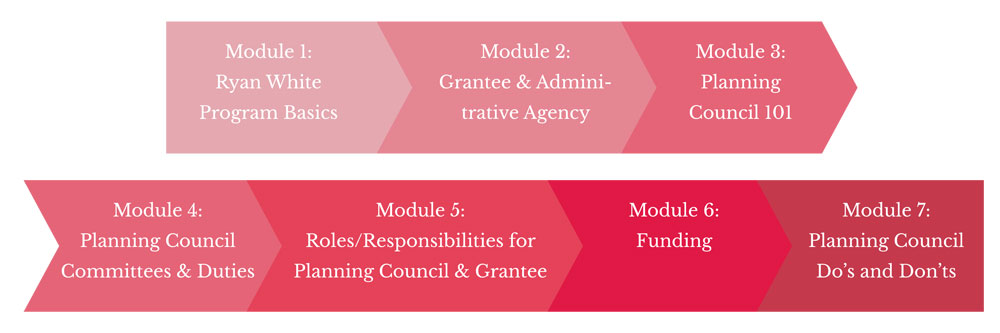 Module 1:
Ryan White
Program Basics
Module 2:
Grantee & Admini-
trative Agency
Module 3:
Planning
Council 101
Module 4:
Planning Council
Committees & Duties
Module 5:
Roles/Responsibilities for
Planning Council & Grantee
Module 6:
Funding
Module 7:
Planning Council
Do’s and Don’ts